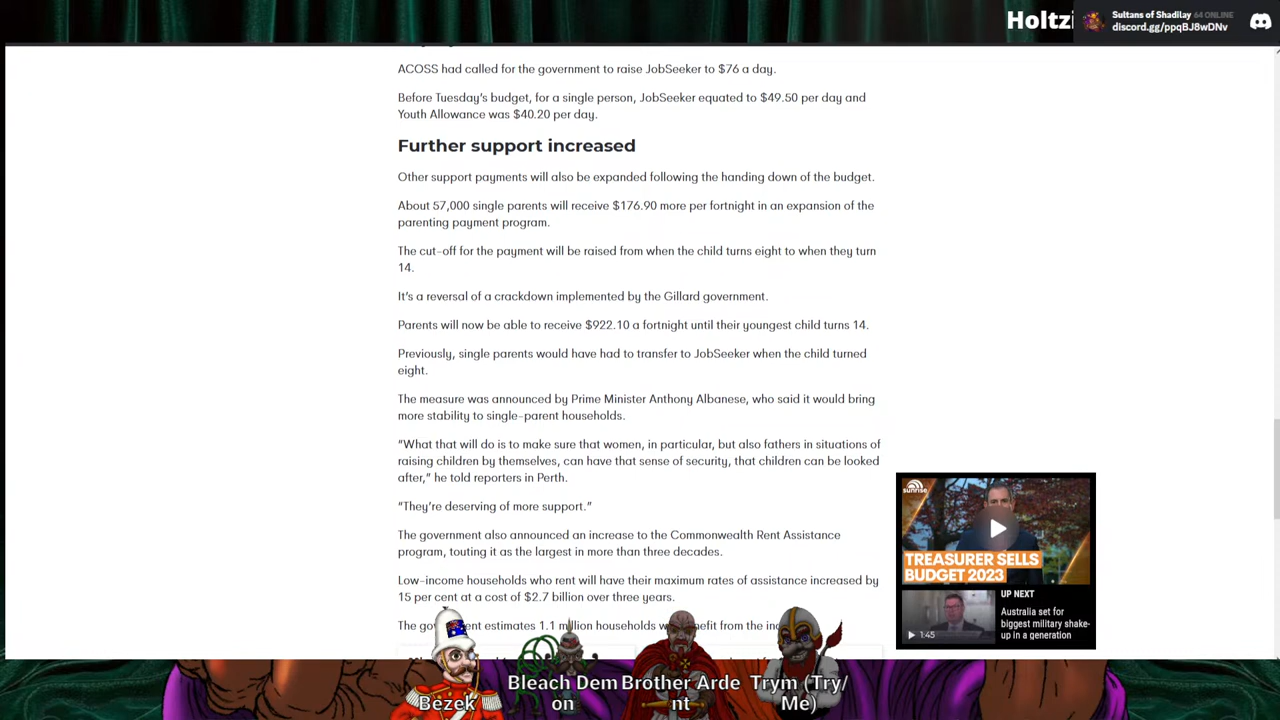 Holtzi
Sultans of Shadilay 64 ONLINE
discord.gg/ppqBJ8wDNv
ACOSS had called for the government to raise JobSeeker to $76 a day.
Before Tuesday’s budget, for a single person, JobSeeker equated to $49.50 per day and
Youth Allowance was $40.20 per day.
Further support increased
Other support payments will also be expanded following the handing down of the budget.
About 57,000 single parents will receive $176.90 more per fortnight in an expansion of the
parenting payment program.
The cut-off for the payment will be raised from when the child turns eight to when they turn
14.
It’s a reversal of a crackdown implemented by the Gillard government.
Parents will now be able to receive $922.10 a fortnight until their youngest child turns 14.
Previously, single parents would have had to transfer to JobSeeker when the child turned
eight.
The measure was announced by Prime Minister Anthony Albanese, who said it would bring
more stability to single-parent households.
“What that will do is to make sure that women, in particular, but also fathers in situations of
raising children by themselves, can have that sense of security, that children can be looked
after,” he told reporters in Perth.
“They’re deserving of more support.”
The government also announced an increase to the Commonwealth Rent Assistance
program, touting it as the largest in more than three decades.
Low-income households who rent will have their maximum rates of assistance increased by
15 per cent at a cost of $2.7 billion over three years.
The estimates 1.1 million households from the
sunrise
TREASURER SELLS
BUDGET 2023
UP NEXT
Australia set for
biggest military shake-
up in a generation
1:45
Bezek
Bleach Dem
on
Brother Arde
nt
Trym (Try/
Me)